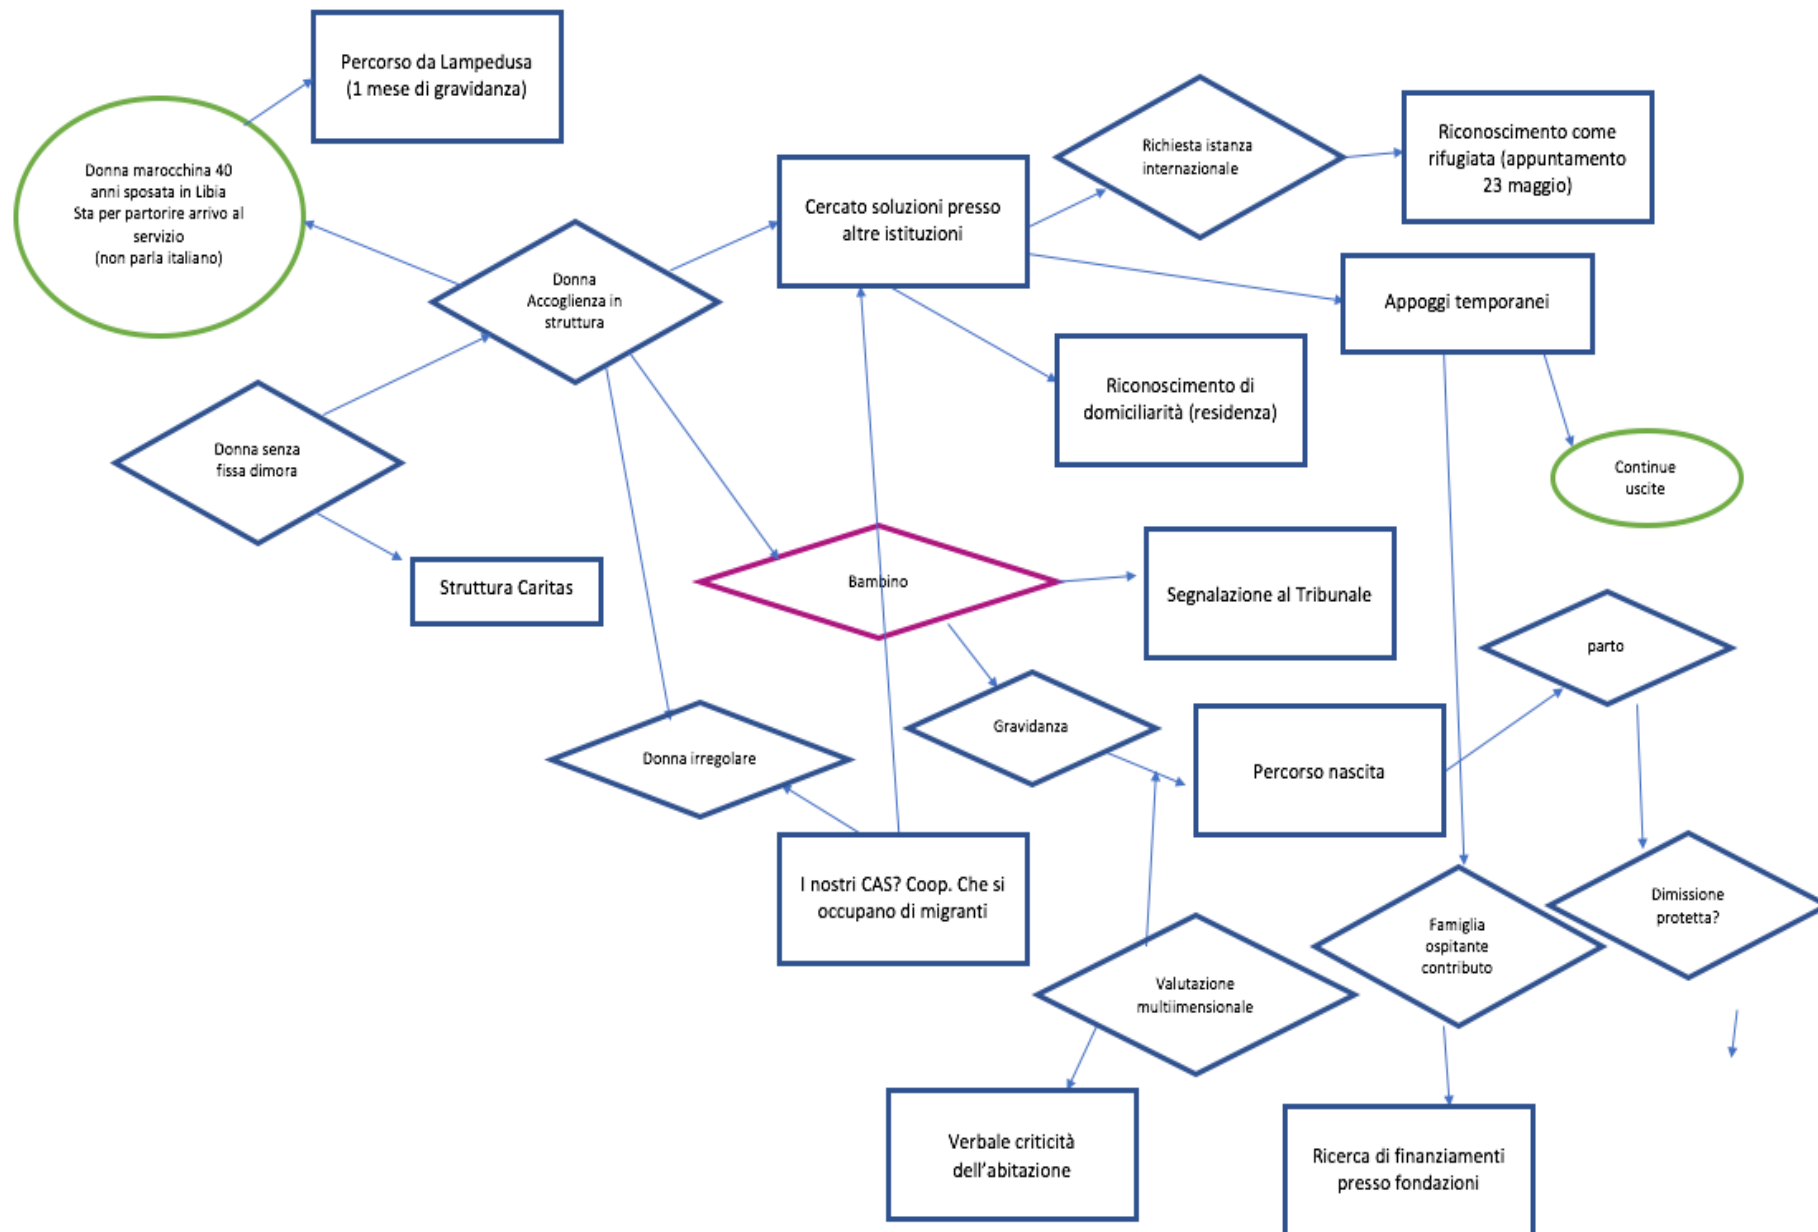 Percorso da Lampedusa
(1 mese di gravidanza)
Donna marocchina 40
anni sposata in Libia
Sta per partorire arrivo al
servizio
(non parla italiano)
Richiesta istanza
internazionale
Riconoscimento come
rifugiata (appuntamento
23 maggio)
Cercato soluzioni presso
altre istituzioni
Donna
Accoglienza in
struttura
Appoggi temporanei
Riconoscimento di
domiciliarità (residenza)
Donna senza
fissa dimora
Continue
uscite
Struttura Caritas
Bambino
Segnalazione al Tribunale
parto
Gravidanza
Donna irregolare
Percorso nascita
I nostri CAS? Coop. Che si
occupano di migranti
Dimissione
protetta?
Famiglia
ospitante
contributo
Valutazione
multiimensionale
Verbale criticità
dell'abitazione
Ricerca di finanziamenti
presso fondazioni